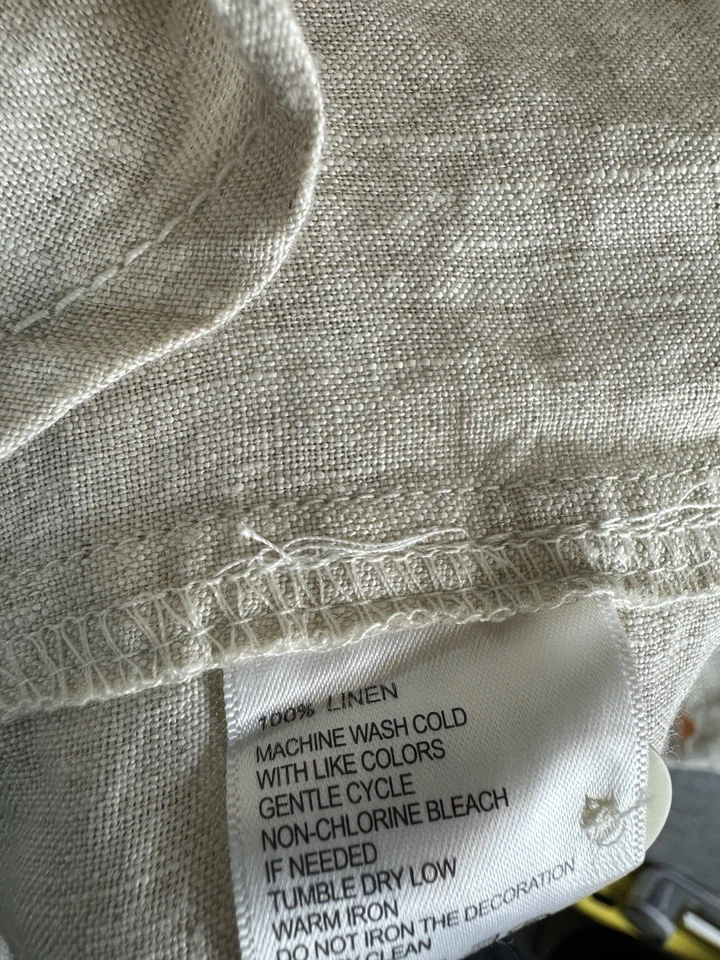 100% LINEN
MACHINE WASH COLD
WITH LIKE COLORS
GENTLE CYCLE
NON-CHLORINE BLEACH
IF NEEDED
TUMBLE DRY LOW
WARM IRON
DO NOT IRON THE DECORATION
CLEAN